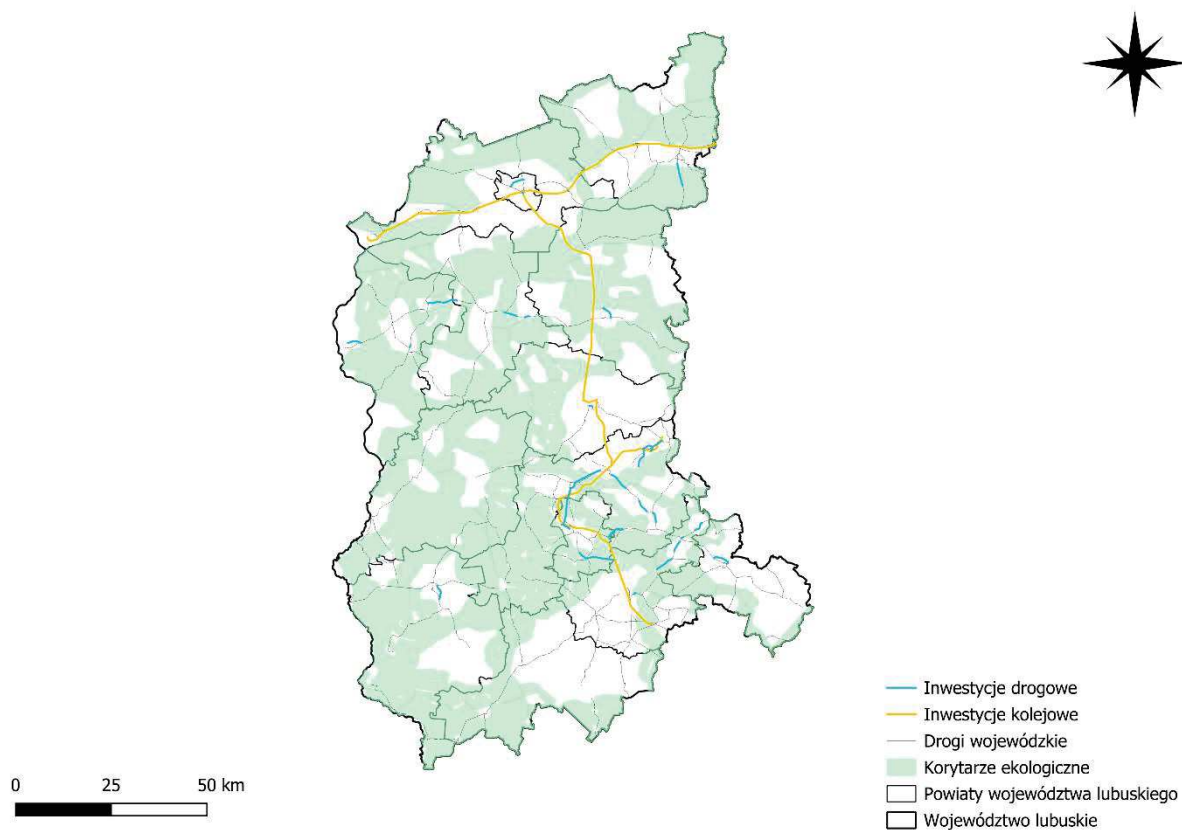 Inwestycje drogowe
Inwestycje kolejowe
Drogi wojewódzkie
Korytarze ekologiczne
Powiaty województwa lubuskiego
Województwo lubuskie
0 25 50 km